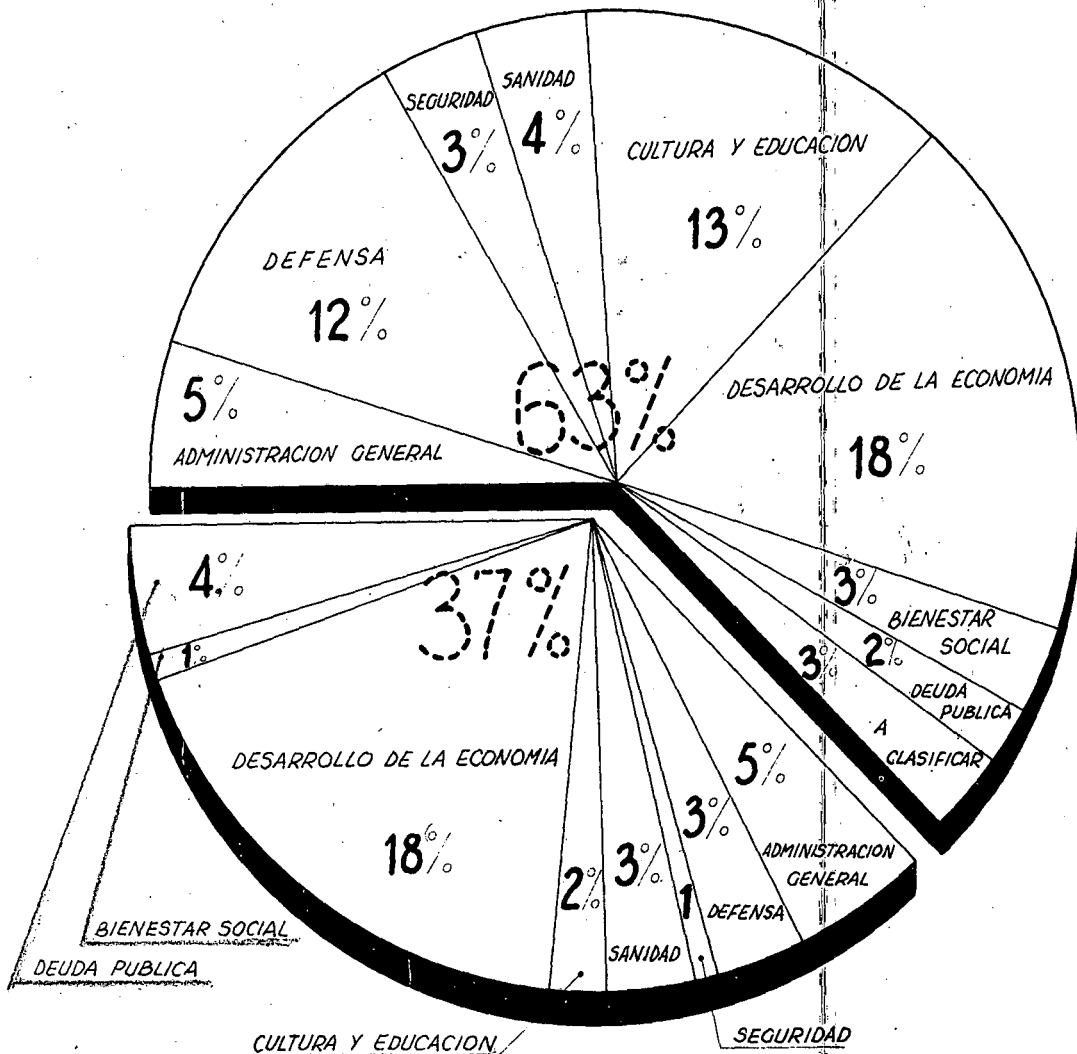 SEGURIDAD
3%
SANIDAD
4%
CULTURA Y EDUCACION
13%
DEFENSA
12%
5%
ADMINISTRACION GENERAL
63%
DESARROLLO DE LA ECONOMIA
18%
3%
BIENESTAR
SOCIAL
2%
DEUDA
PUBLICA
3%
A
CLASIFICAR
4%
1%
37%
DESARROLLO DE LA ECONOMIA
18%
2%
3%
SANIDAD
1
3%
DEFENSA
5%
ADMINISTRACION
GENERAL
BIENESTAR SOCIAL
DEUDA PUBLICA
CULTURA Y EDUCACION
SEGURIDAD